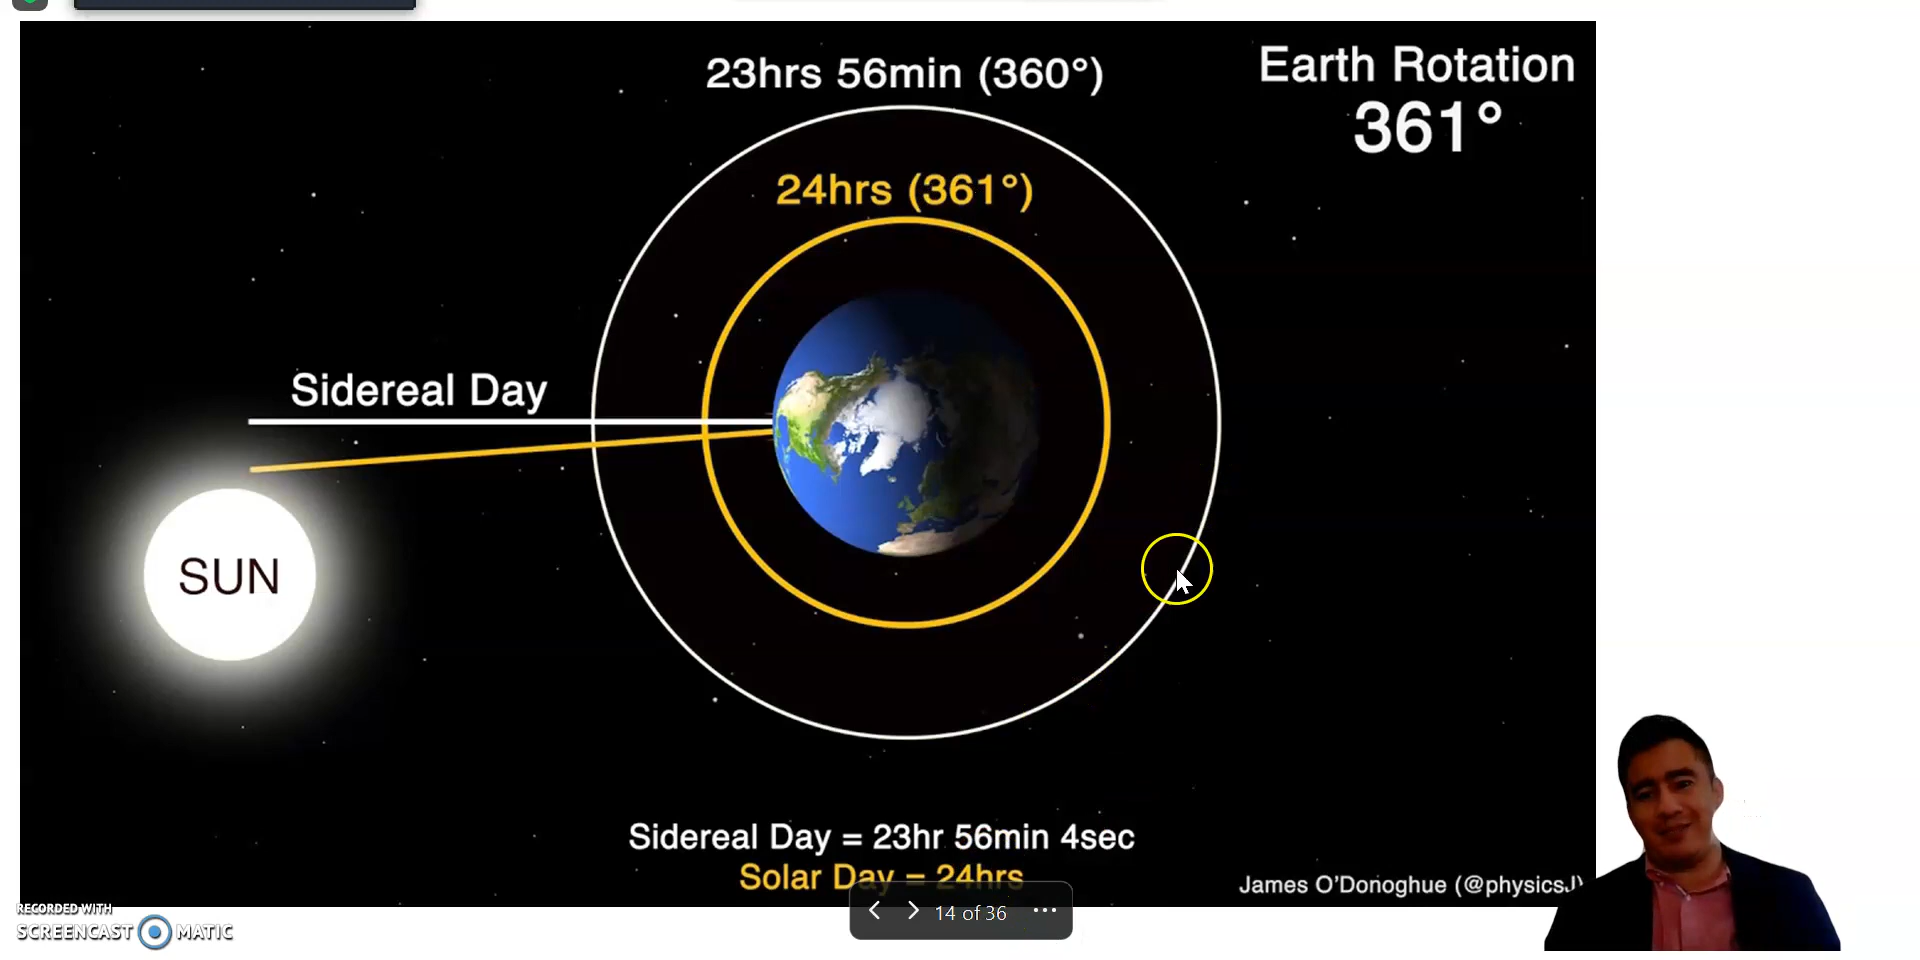 23hrs 56min (360°)
Earth Rotation
361°
24hrs (361°)
Sidereal Day
SUN
Sidereal Day = 23hr 56min 4sec
Solar Day = 24hrs
James O'Donoghue (@physicsJ)
RECORDED WITH
SCREENCAST MATIC
14 of 36